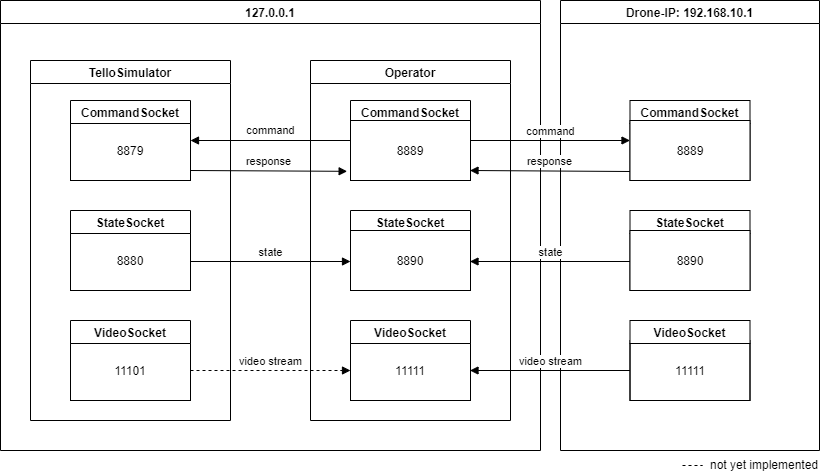 127.0.0.1
Drone-IP: 192.168.10.1
TelloSimulator
Operator
CommandSocket
CommandSocket
CommandSocket
command
command
8879
8889
8889
response
response
StateSocket
StateSocket
StateSocket
state
state
8880
8890
8890
VideoSocket
VideoSocket
VideoSocket
video stream
video stream
11101
11111
11111
not yet implemented